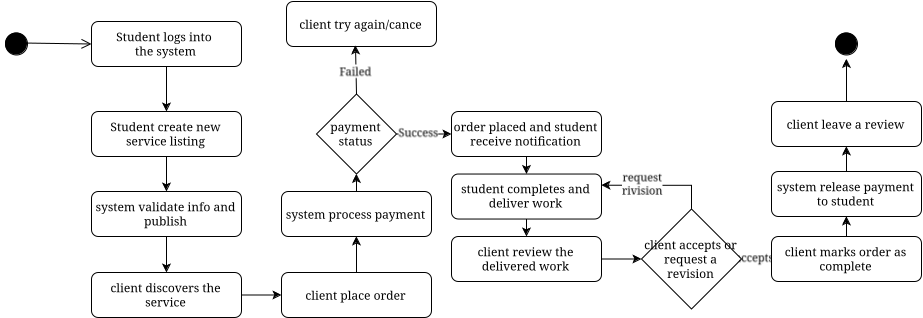 Student logs into
the system
Student create new
service listing
system validate info and
publish
client discovers the
service
client place order
system process payment
payment
status
Failed
client try again/cance
Success
order placed and student
receive notification
student completes and
deliver work
client review the
delivered work
client accepts or
request a
revision
request
rivision
ccepts
client marks order as
complete
system release payment
to student
client leave a review